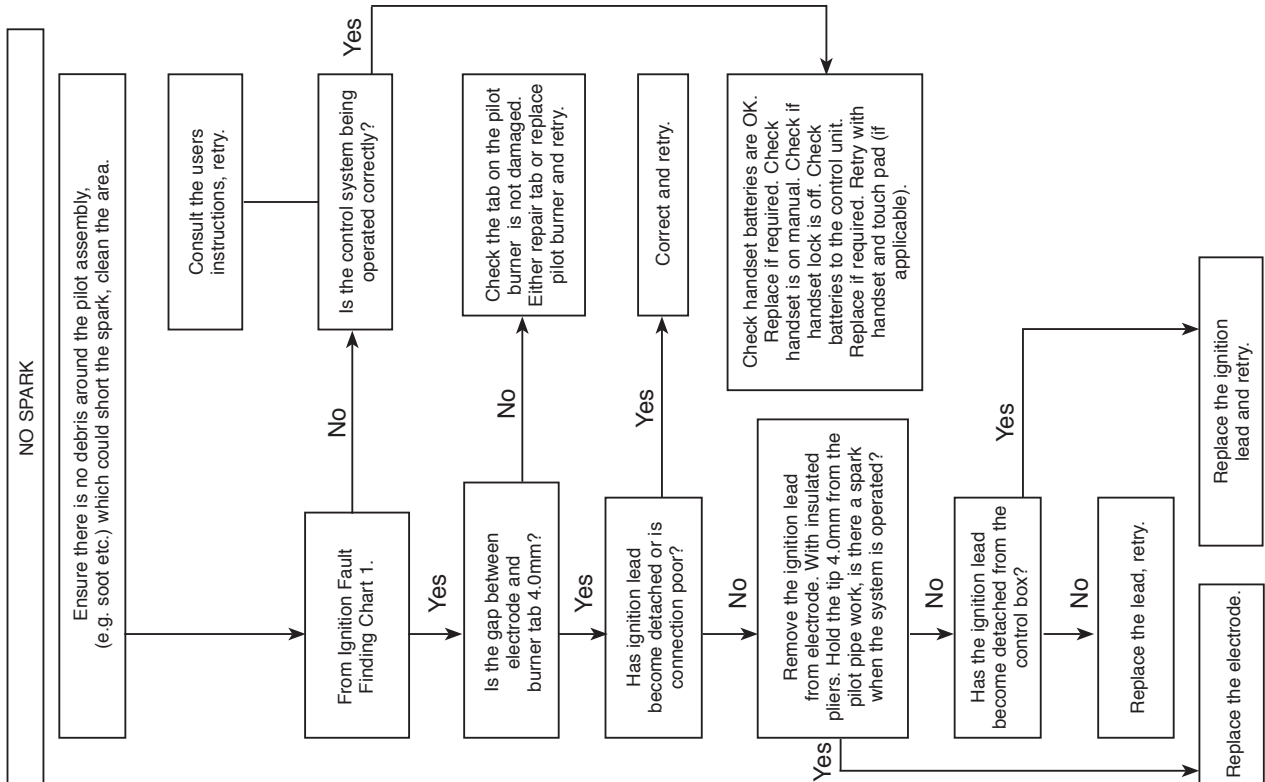 NO SPARK
Ensure there is no debris around the pilot assembly,
(e.g. soot etc.) which could short the spark, clean the area.
Consult the users
instructions, retry.
From Ignition Fault
Finding Chart 1.
No
Is the control system being
operated correctly?
Yes
Yes
Is the gap between
electrode and
burner tab 4.0mm?
No
Check the tab on the pilot
burner is not damaged.
Either repair tab or replace
pilot burner and retry.
Yes
Has ignition lead
become detached or is
connection poor?
Yes
Correct and retry.
No
Remove the ignition lead
from electrode. With insulated
pliers. Hold the tip 4.0mm from the
pilot pipe work, is there a spark
when the system is operated?
Check handset batteries are OK.
Replace if required. Check
handset is on manual. Check if
handset lock is off. Check
batteries to the control unit.
Replace if required. Retry with
handset and touch pad (if
applicable).
Yes
No
Has the ignition lead
become detached from the
control box?
Yes
No
Replace the lead, retry.
Replace the electrode.
Replace the ignition
lead and retry.